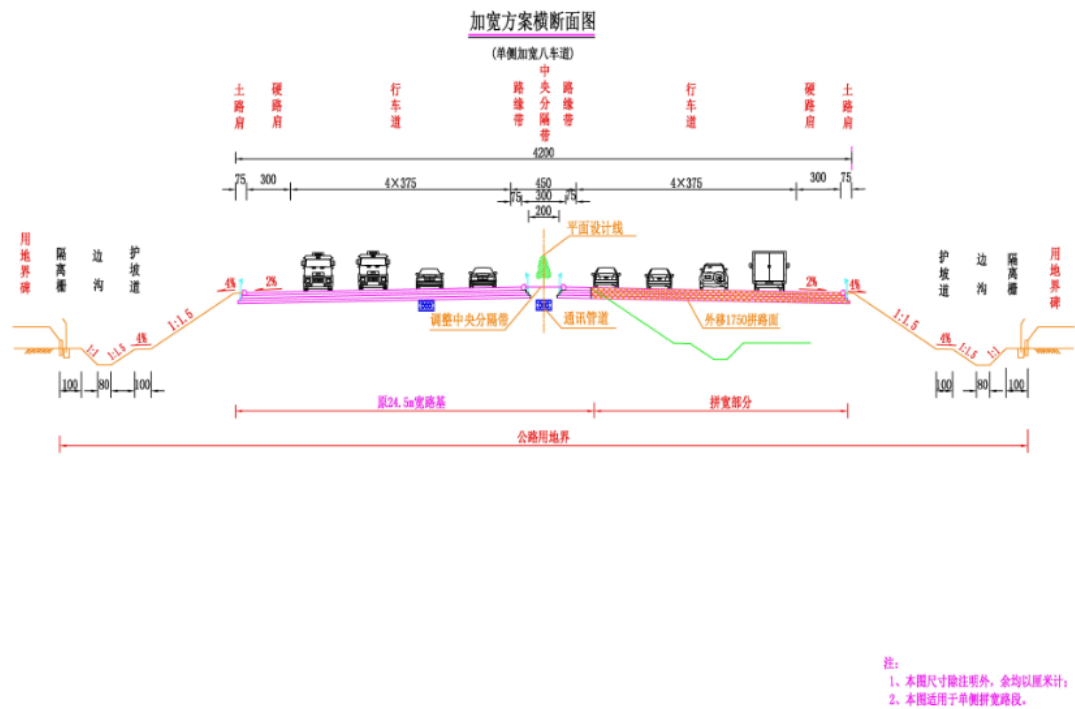 加宽方案横断面图
(单侧加宽八车道)
土路肩
硬路肩
行车道
路缘带
中央分隔带
路缘带
行车道
硬路肩
土路肩
4200
75
300
4×375
450
4×375
300
75
75
300
75
200
平面设计线
用地界碑
隔离栅
边沟
护坡道
护坡道
边沟
隔离栅
用地界碑
4%
2%
2%
4%
1:1.5
1:1.5
调整中央分隔带
通讯管道
外移1750拼路面
1:1
1:1.5
4%
4%
1:1.5
1:1
100
80
100
100
80
100
原24.5m宽路基
拼宽部分
公路用地界
注:
1、本图尺寸除注明外,余均以厘米计;
2、本图适用于单侧拼宽路段。